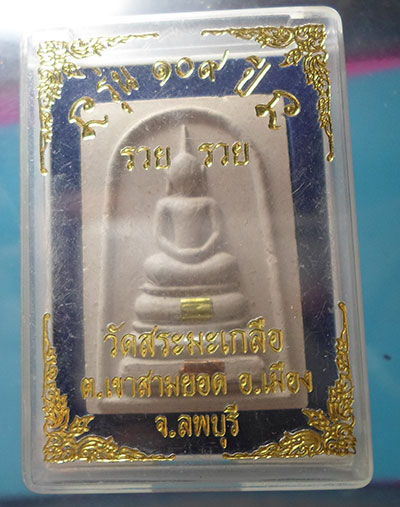 รุ่น ๑๐๙ ปี
รวย รวย
วัดสระมะเกลือ
ต.เขาสามยอด อ.เมือง
จ.ลพบุรี